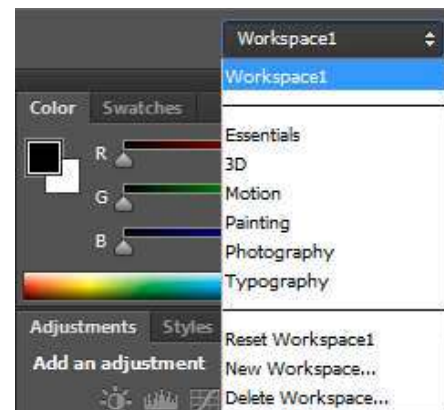 Workspace1
Workspace1
Color Swatches
Essentials
R
3D
Motion
G
Painting
B
Photography
Typography
Adjustments Styles
Reset Workspace1
Add an adjustment
New Workspace...
Delete Workspace...